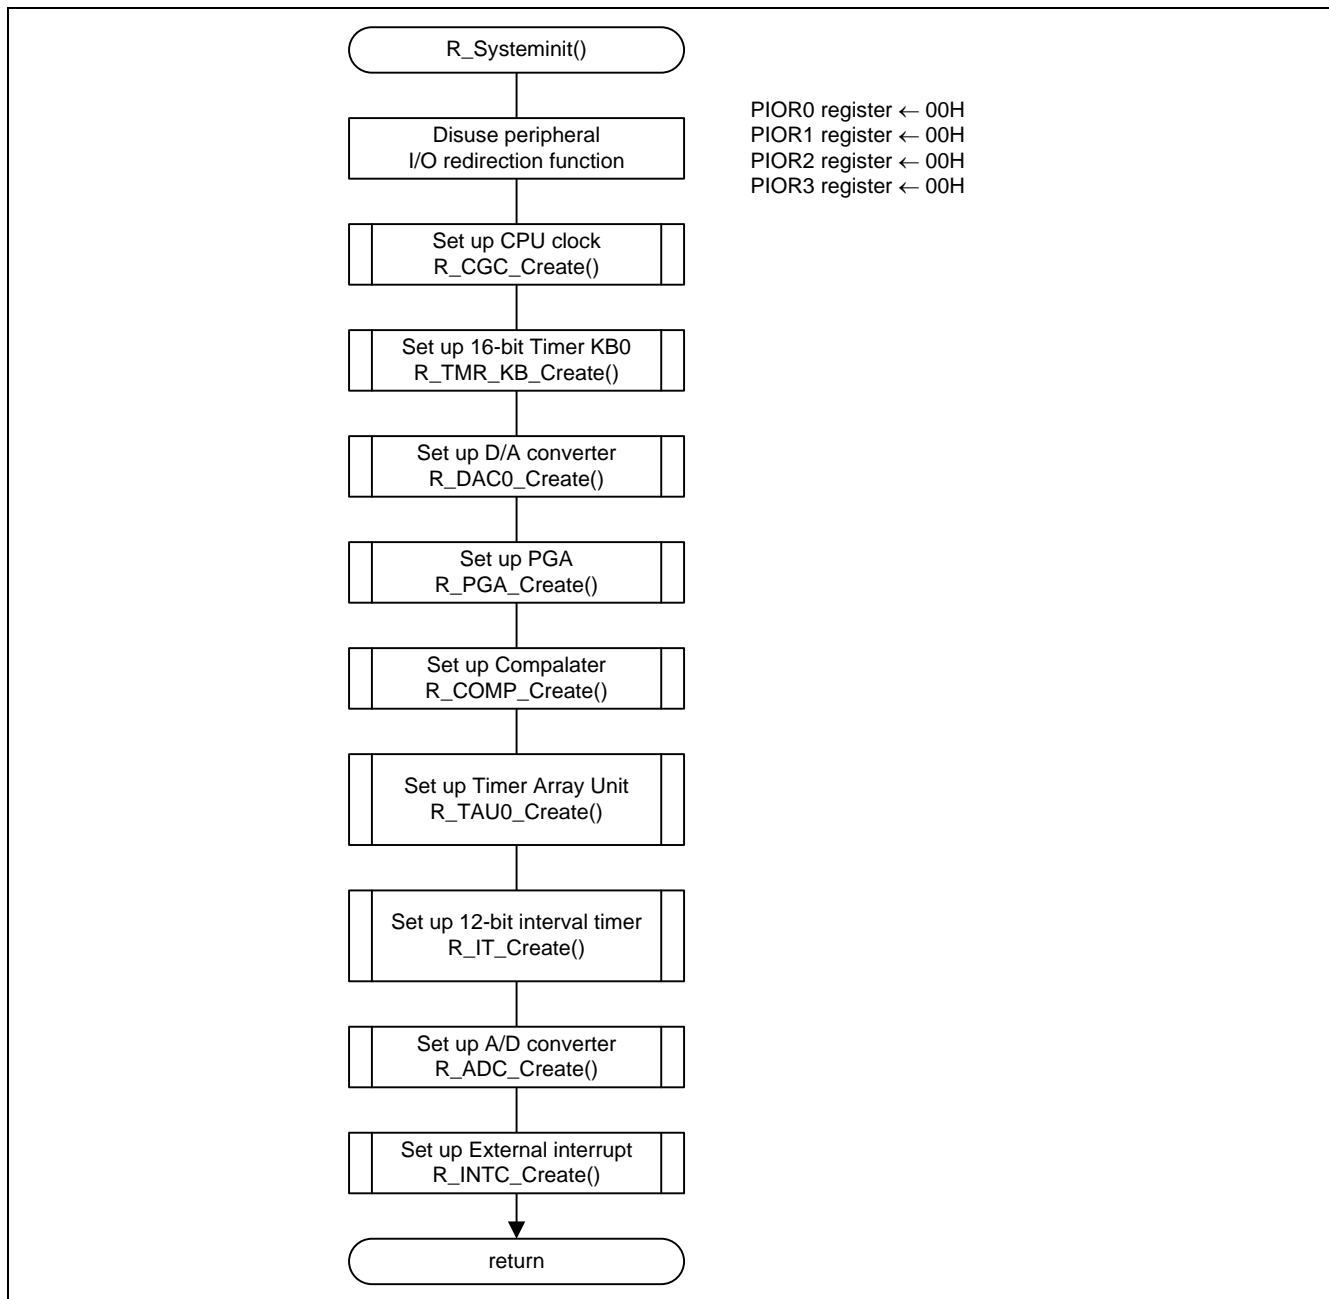 R_Systeminit()
Disuse peripheral
I/O redirection function
PIOR0 register ← 00H
PIOR1 register ← 00H
PIOR2 register ← 00H
PIOR3 register ← 00H
Set up CPU clock
R_CGC_Create()
Set up 16-bit Timer KB0
R_TMR_KB_Create()
Set up D/A converter
R_DAC0_Create()
Set up PGA
R_PGA_Create()
Set up Compalater
R_COMP_Create()
Set up Timer Array Unit
R_TAU0_Create()
Set up 12-bit interval timer
R_IT_Create()
Set up A/D converter
R_ADC_Create()
Set up External interrupt
R_INTC_Create()
return